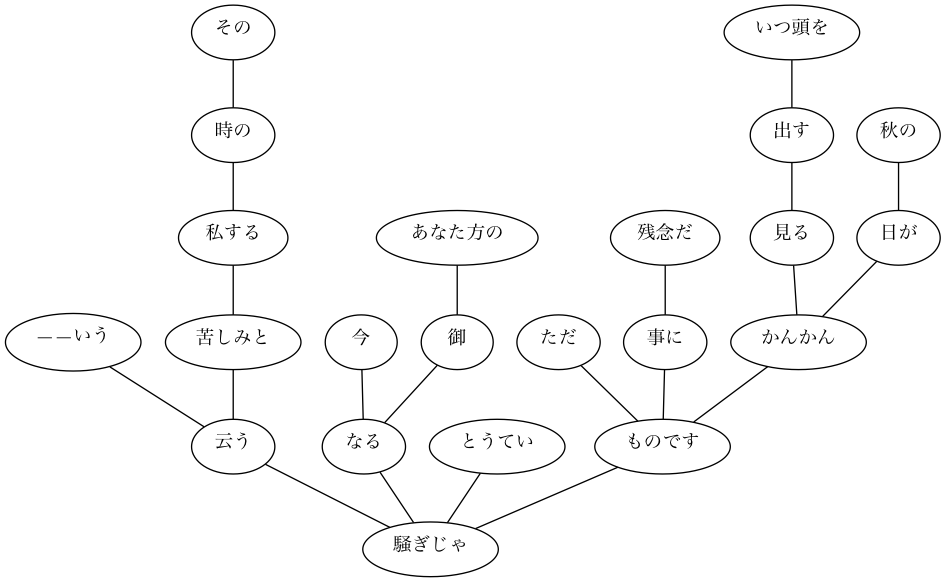 その
いつ頭を
時の
出す
秋の
私する
あなた方の
残念だ
見る
日が
——いう
苦しみと
今
御
ただ
事に
かんかん
云う
なる
とうてい
ものです
騒ぎじゃ